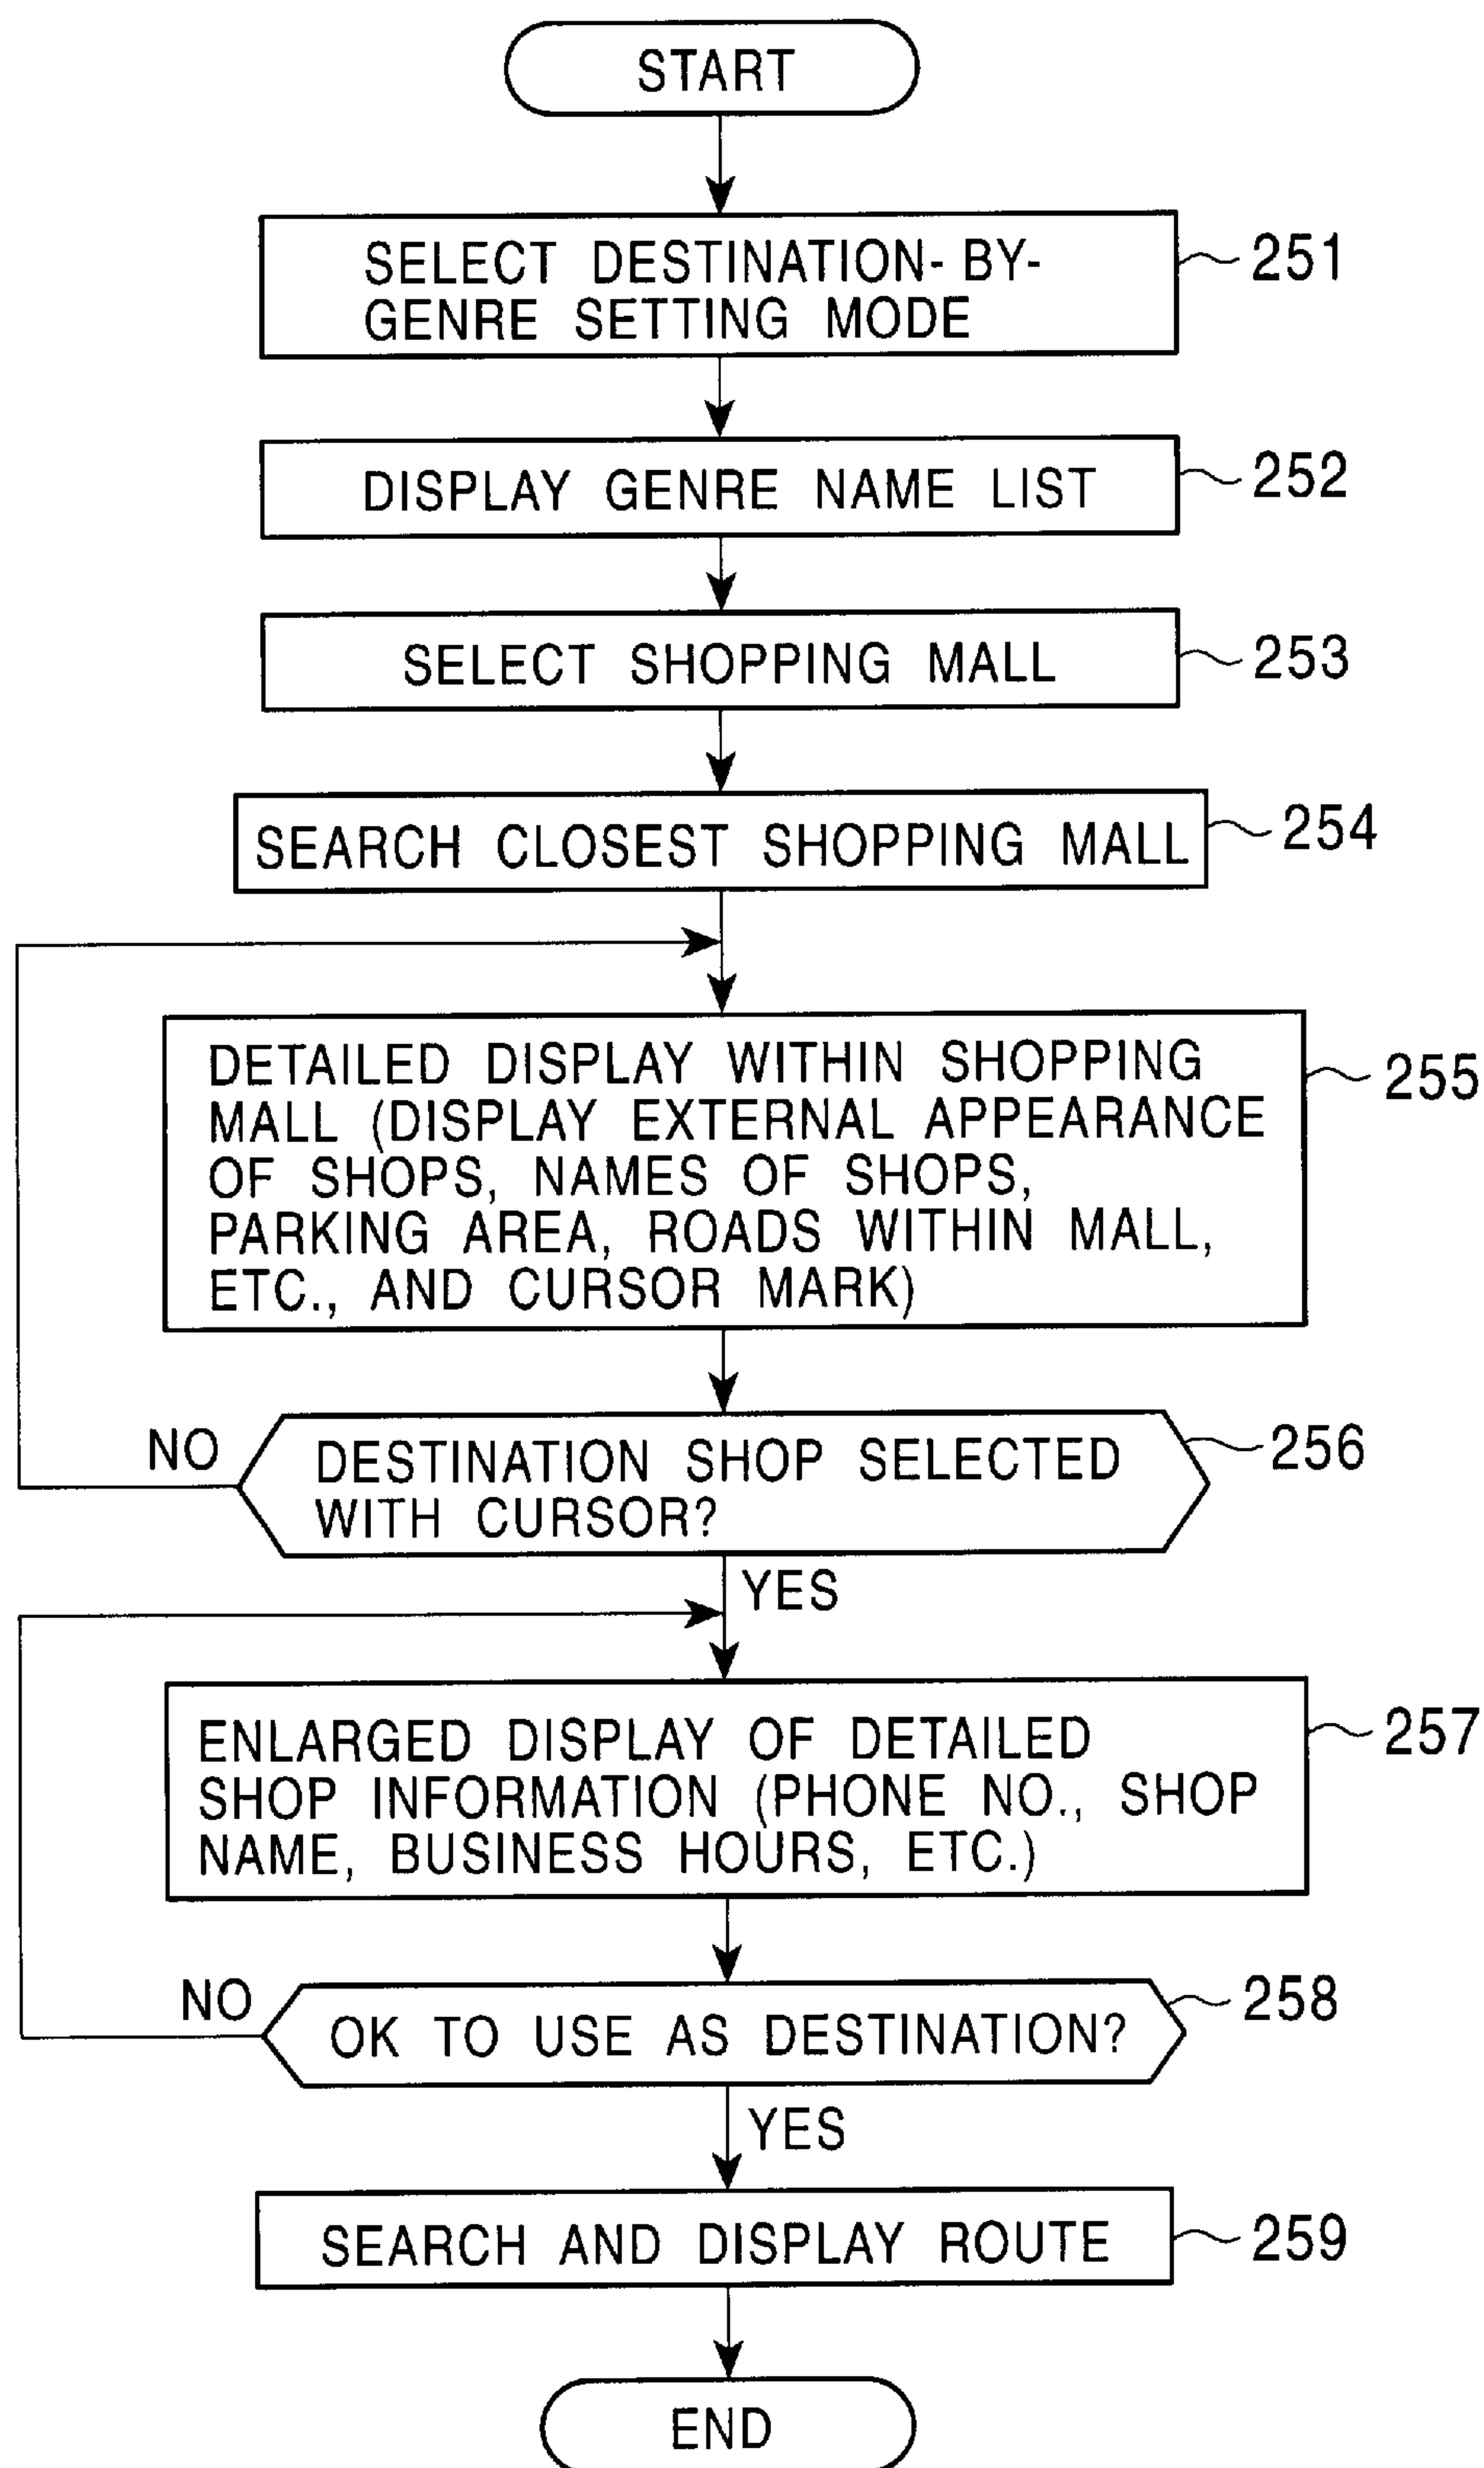 START
SELECT DESTINATION-BY-
GENRE SETTING MODE
251
DISPLAY GENRE NAME LIST
252
SELECT SHOPPING MALL
253
SEARCH CLOSEST SHOPPING MALL
254
DETAILED DISPLAY WITHIN SHOPPING
MALL (DISPLAY EXTERNAL APPEARANCE
OF SHOPS, NAMES OF SHOPS,
PARKING AREA, ROADS WITHIN MALL,
ETC., AND CURSOR MARK)
255
NO
DESTINATION SHOP SELECTED
WITH CURSOR?
256
YES
ENLARGED DISPLAY OF DETAILED
SHOP INFORMATION (PHONE NO., SHOP
NAME, BUSINESS HOURS, ETC.)
257
NO
OK TO USE AS DESTINATION?
258
YES
SEARCH AND DISPLAY ROUTE
259
END